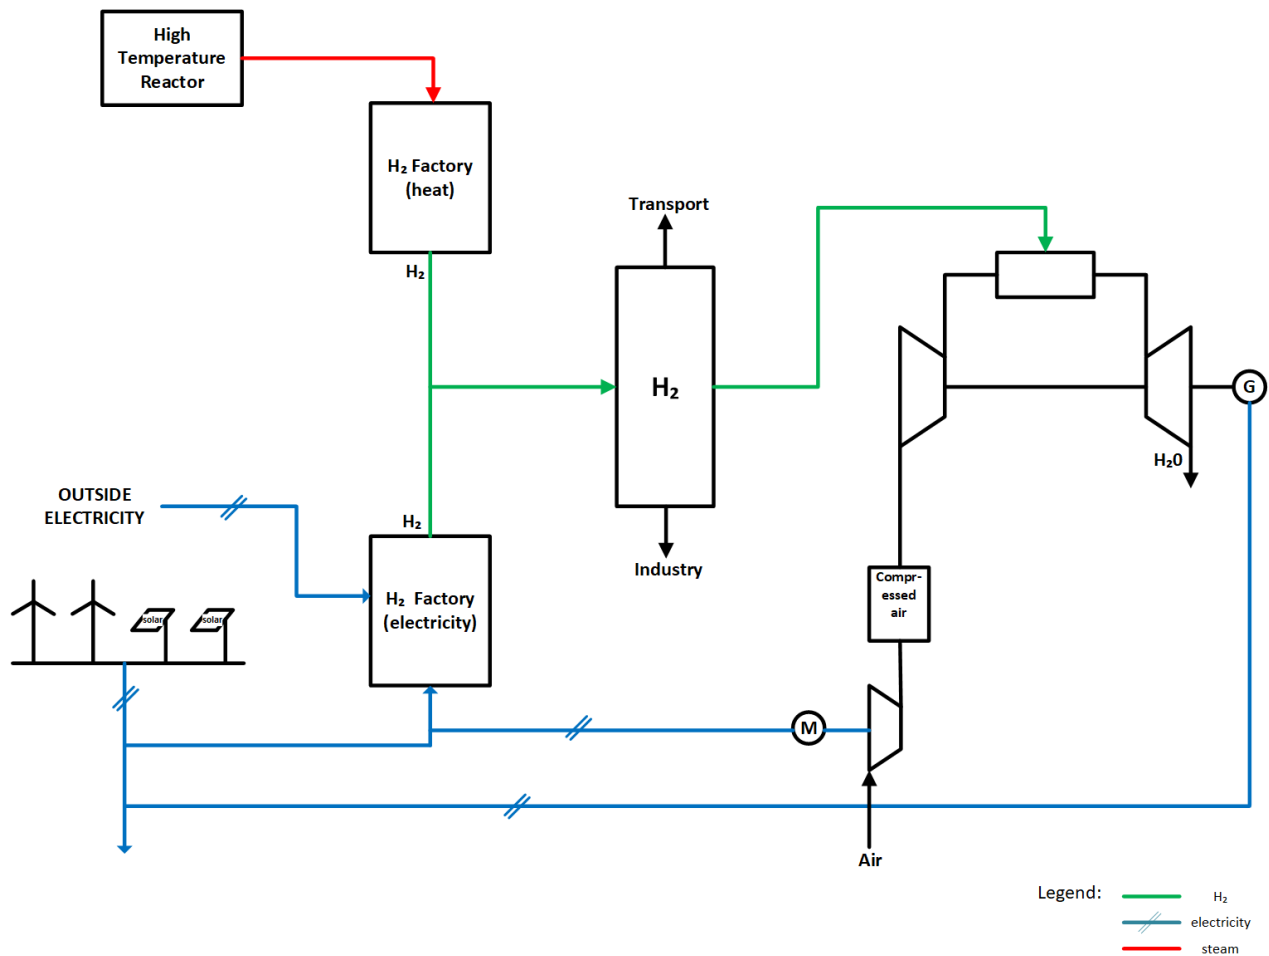 High
Temperature
Reactor
H₂ Factory
(heat)
H₂
Transport
H₂
Industry
G
H₂0
OUTSIDE
ELECTRICITY
H₂
H₂ Factory
(electricity)
solar
solar
Compr-
essed
air
M
Air
Legend:
H₂
electricity
steam